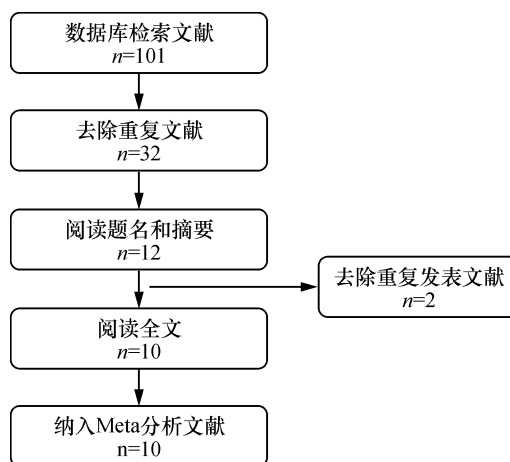 数据库检索文献
n=101
去除重复文献
n=32
阅读题名和摘要
n=12
去除重复发表文献
n=2
阅读全文
n=10
纳入Meta分析文献
n=10